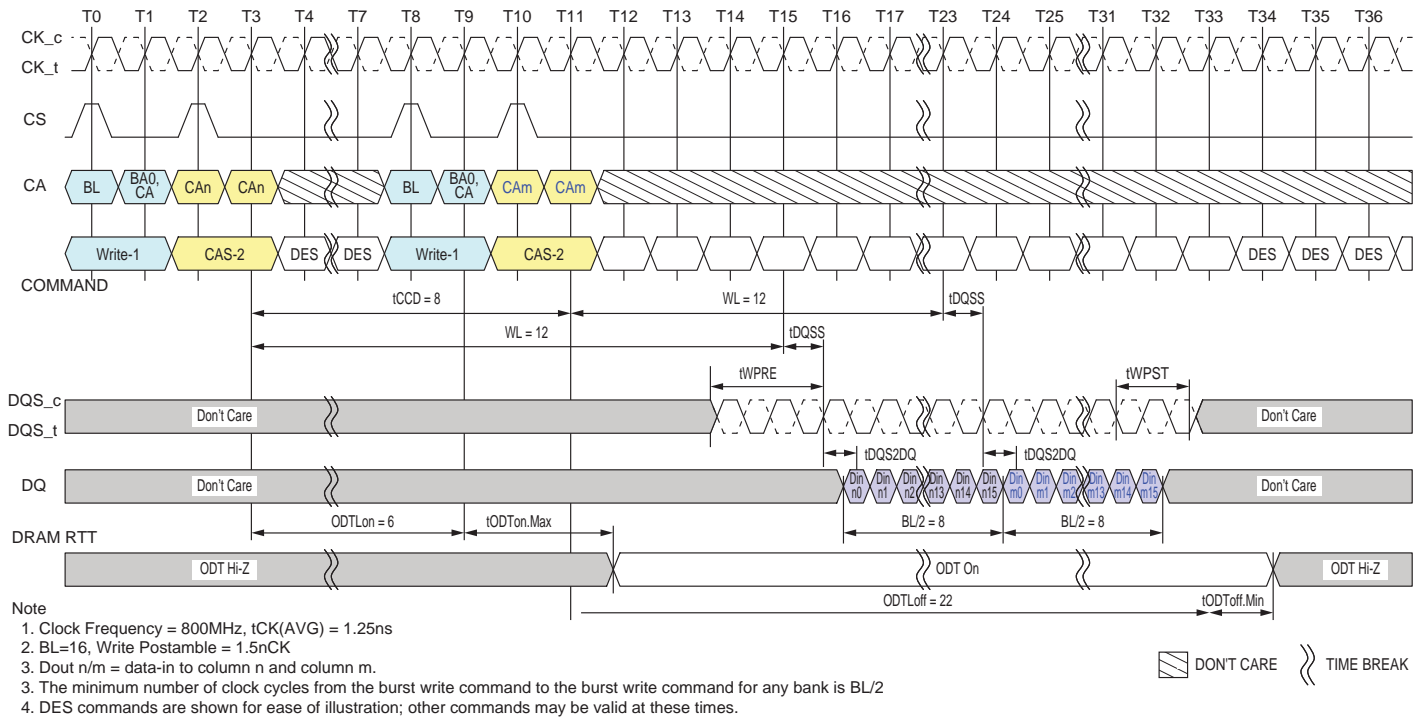 T0 T1 T2 T3 T4 T7 T8 T9 T10 T11 T12 T13 T14 T15 T16 T17 T23 T24 T25 T31 T32 T33 T34 T35 T36
CK_c
CK_t
CS
CA
BL
BA0, CA
CAn
CAn
BL
BA0, CA
CAm
CAm
Write-1
CAS-2
DES
DES
Write-1
CAS-2
DES
DES
DES
COMMAND
tCCD = 8
WL = 12
tDQSS
WL = 12
tDQSS
tWPRE
tWPST
DQS_c
DQS_t
Don't Care
Don't Care
tDQS2DQ
tDQS2DQ
DQ
Don't Care
Din n0
Din n1
Din n2
Din n13
Din n14
Din n15
Din m0
Din m1
Din m2
Din m13
Din m14
Din m15
Don't Care
ODTLon = 6
tODTon.Max
BL/2 = 8
BL/2 = 8
DRAM RTT
ODT Hi-Z
ODT On
ODT Hi-Z
ODTLoff = 22
tODToff.Min
Note
1. Clock Frequency = 800MHz, tCK(AVG) = 1.25ns
2. BL=16, Write Postamble = 1.5nCK
3. Dout n/m = data-in to column n and column m.
3. The minimum number of clock cycles from the burst write command to the burst write command for any bank is BL/2
4. DES commands are shown for ease of illustration; other commands may be valid at these times.
DON'T CARE
TIME BREAK